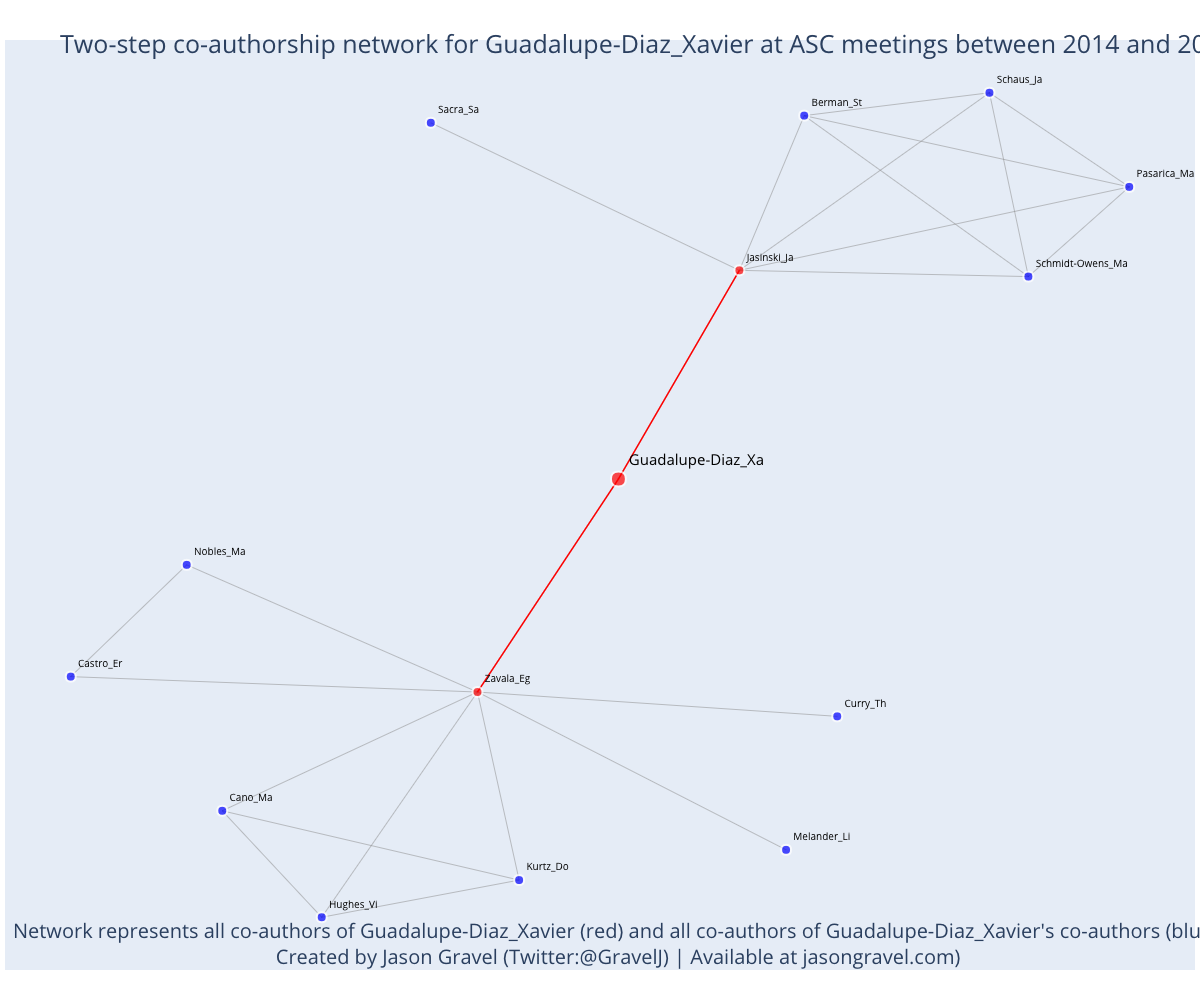 Two-step co-authorship network for Guadalupe-Diaz_Xavier at ASC meetings between 2014 and 20
Schaus_Ja
Berman_St
Sacra_Sa
Pasarica_Ma
Jasinski_Ja
Schmidt-Owens_Ma
Guadalupe-Diaz_Xa
Nobles_Ma
Castro_Er
Zavala_Eg
Curry_Th
Cano_Ma
Melander_Li
Kurtz_Do
Hughes_Vi
Network represents all co-authors of Guadalupe-Diaz_Xavier (red) and all co-authors of Guadalupe-Diaz_Xavier's co-authors (blu
Created by Jason Gravel (Twitter:@GravelJ) | Available at jasongravel.com)